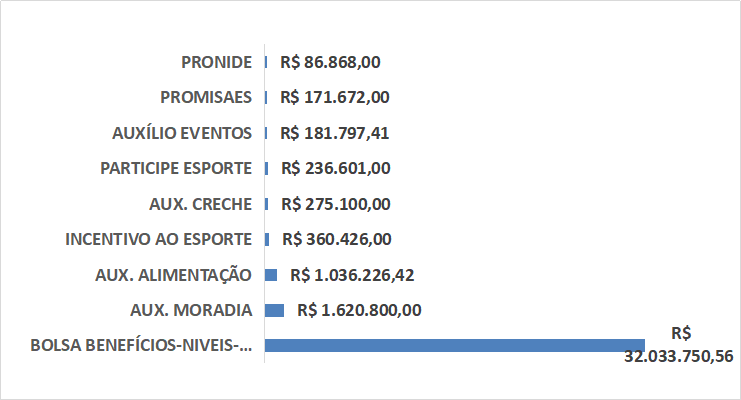 PRONIDE R$ 86.868,00
PROMISAES R$ 171.672,00
AUXÍLIO EVENTOS R$ 181.797,41
PARTICIPE ESPORTE R$ 236.601,00
AUX. CRECHE R$ 275.100,00
INCENTIVO AO ESPORTE R$ 360.426,00
AUX. ALIMENTAÇÃO R$ 1.036.226,42
AUX. MORADIA R$ 1.620.800,00
BOLSA BENEFÍCIOS-NIVEIS-... R$
32.033.750,56